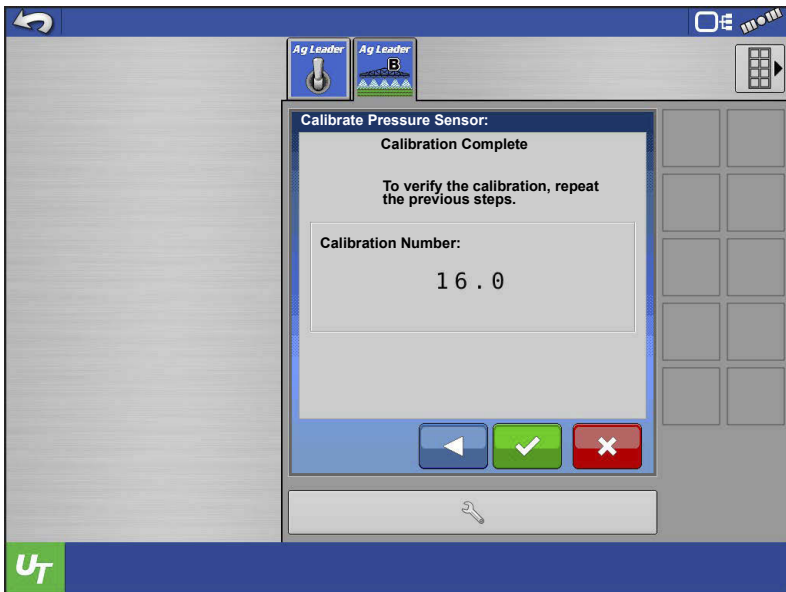 Ag Leader
Ag Leader
B
Calibrate Pressure Sensor:
Calibration Complete
To verify the calibration, repeat
the previous steps.
Calibration Number:
16.0
UT